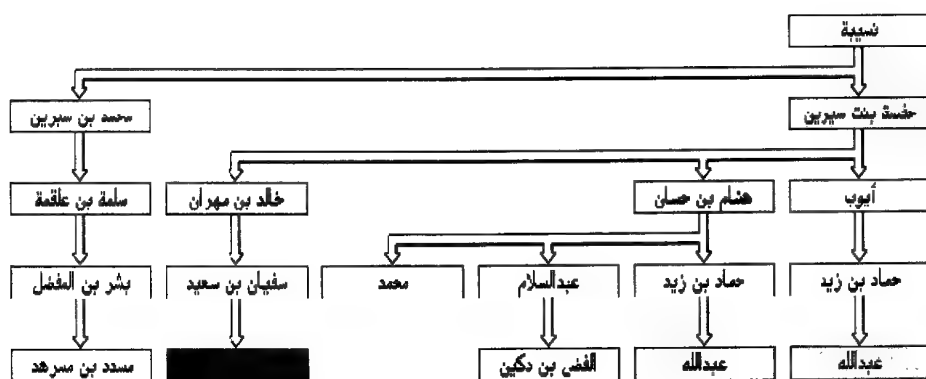 نسيبة
حفصة بنت سيرين
محمد بن سيرين
أيوب
هشام بن حسان
خالد بن مهران
سلمة بن علقمة
حماد بن زيد
حماد بن زيد
عبدالسلام
محمد
سفيان بن سعيد
بشر بن المفضل
عبدالله
عبدالله
الفضل بن دكين
مسدد بن مسرهد